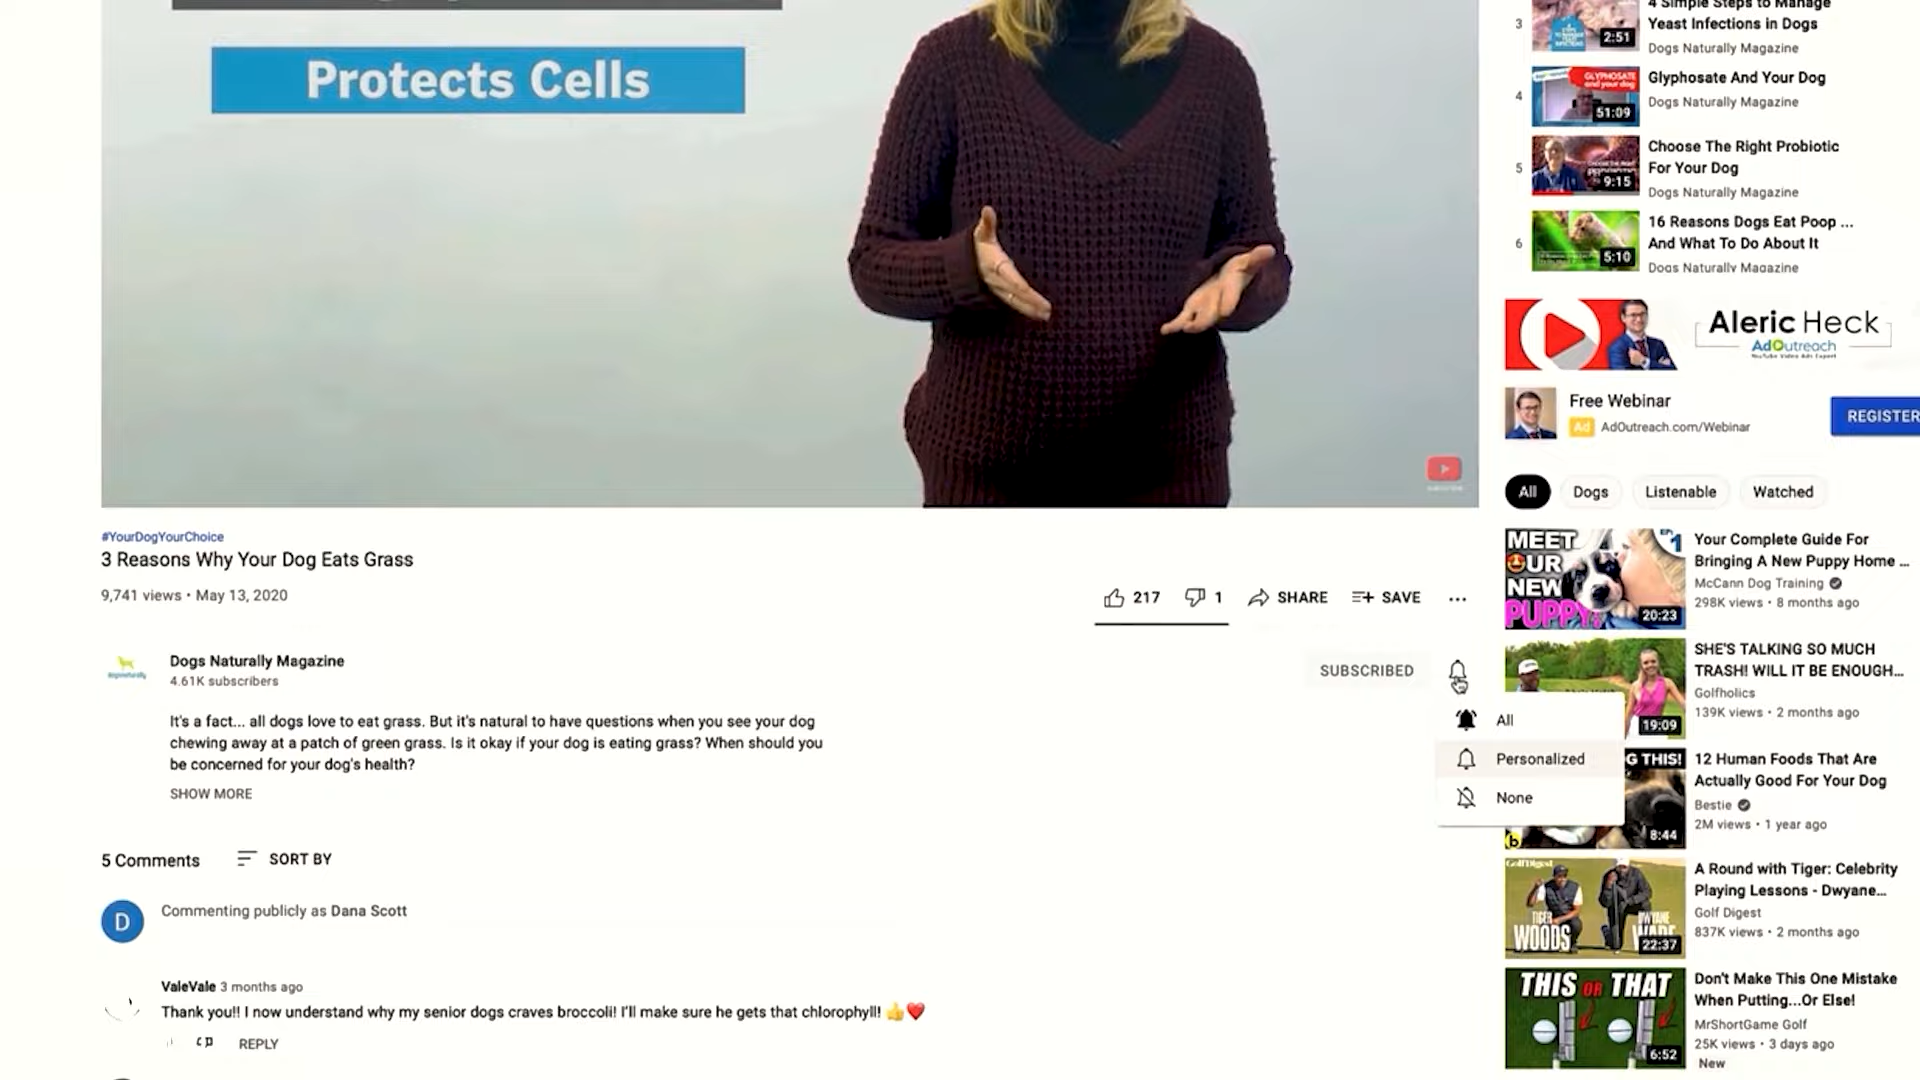 Protects Cells
#YourDogYourChoice
3 Reasons Why Your Dog Eats Grass
9,741 views • May 13, 2020
217
1
SHARE
SAVE
Dogs Naturally Magazine
4.61K subscribers
SUBSCRIBED
All
Personalized
None
It's a fact... all dogs love to eat grass. But it's natural to have questions when you see your dog
chewing away at a patch of green grass. Is it okay if your dog is eating grass? When should you
be concerned for your dog's health?
SHOW MORE
5 Comments
SORT BY
D
Commenting publicly as Dana Scott
ValeVale 3 months ago
Thank you!! I now understand why my senior dogs craves broccoli! I'll make sure he gets that chlorophyll! 👍❤️
REPLY
3
2:51
4 Simple Steps to Manage
Yeast Infections in Dogs
Dogs Naturally Magazine
4
GLYPHOSATE
and your dog
51:09
Glyphosate And Your Dog
Dogs Naturally Magazine
5
9:15
Choose The Right Probiotic
For Your Dog
Dogs Naturally Magazine
6
5:10
16 Reasons Dogs Eat Poop ...
And What To Do About It
Dogs Naturally Magazine
Aleric Heck
AdOutreach
YouTube Video Ads Expert
Free Webinar
Ad AdOutreach.com/Webinar
REGISTER
All
Dogs
Listenable
Watched
MEET
OUR
NEW
PUPPY!
EP 1
20:23
Your Complete Guide For
Bringing A New Puppy Home ...
McCann Dog Training
298K views • 8 months ago
19:09
SHE'S TALKING SO MUCH
TRASH! WILL IT BE ENOUGH...
Golfholics
139K views • 2 months ago
G THIS!
b
8:44
12 Human Foods That Are
Actually Good For Your Dog
Bestie
2M views • 1 year ago
Golf Digest
TIGER
WOODS
DWYANE
WADE
22:37
A Round with Tiger: Celebrity
Playing Lessons - Dwyane...
Golf Digest
837K views • 2 months ago
THIS OR THAT
6:52
Don't Make This One Mistake
When Putting...Or Else!
MrShortGame Golf
25K views • 3 days ago
New